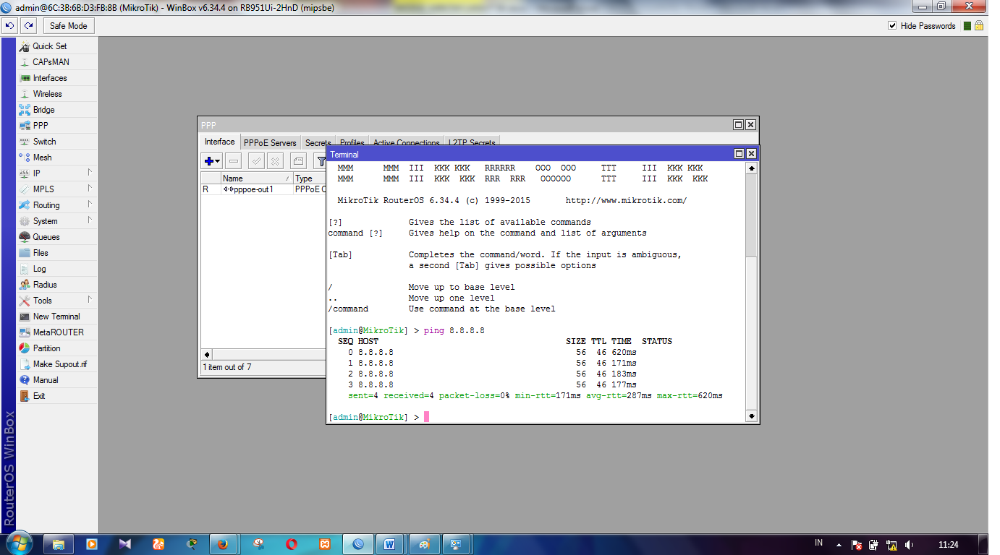 admin@6C:3B:6B:D3:FB:8B (MikroTik) - WinBox v6.34.4 on RB951Ui-2HnD (mipsbe)
Safe Mode
Hide Passwords
Quick Set
CAPsMAN
Interfaces
Wireless
Bridge
PPP
Switch
Mesh
IP
MPLS
Routing
System
Queues
Files
Log
Radius
Tools
New Terminal
MetaROUTER
Partition
Make Supout.rif
Manual
Exit
RouterOS WinBox
PPP
Interface PPPoE Servers Secrets Profiles Active Connections L2TP Secrets
Name / Type
R pppoe-out1 PPPoE C
1 item out of 7
Terminal
MMM      MMM  III  KKK KKK   RRRRRR    OOO  OOO     TTT     III  KKK KKK
MMM      MMM  III  KKK  KKK  RRR  RRR   OOOOOO      TTT     III  KKK  KKK
MikroTik RouterOS 6.34.4 (c) 1999-2015       http://www.mikrotik.com/
[?]             Gives the list of available commands
command [?]     Gives help on the command and list of arguments
[Tab]           Completes the command/word. If the input is ambiguous,
a second [Tab] gives possible options
/               Move up to base level
..              Move up one level
/command        Use command at the base level
[admin@MikroTik] > ping 8.8.8.8
SEQ HOST                                     SIZE TTL TIME  STATUS
0 8.8.8.8                                    56  46 620ms
1 8.8.8.8                                    56  46 171ms
2 8.8.8.8                                    56  46 183ms
3 8.8.8.8                                    56  46 177ms
sent=4 received=4 packet-loss=0% min-rtt=171ms avg-rtt=287ms max-rtt=620ms
[admin@MikroTik] >
IN
11:24